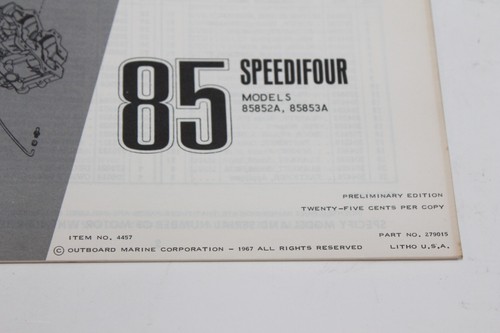 85 SPEEDIFOUR
MODELS
85852A, 85853A
PRELIMINARY EDITION
TWENTY-FIVE CENTS PER COPY
ITEM NO. 4457
PART NO. 279015
© OUTBOARD MARINE CORPORATION - 1967 ALL RIGHTS RESERVED
LITHO U.S.A.